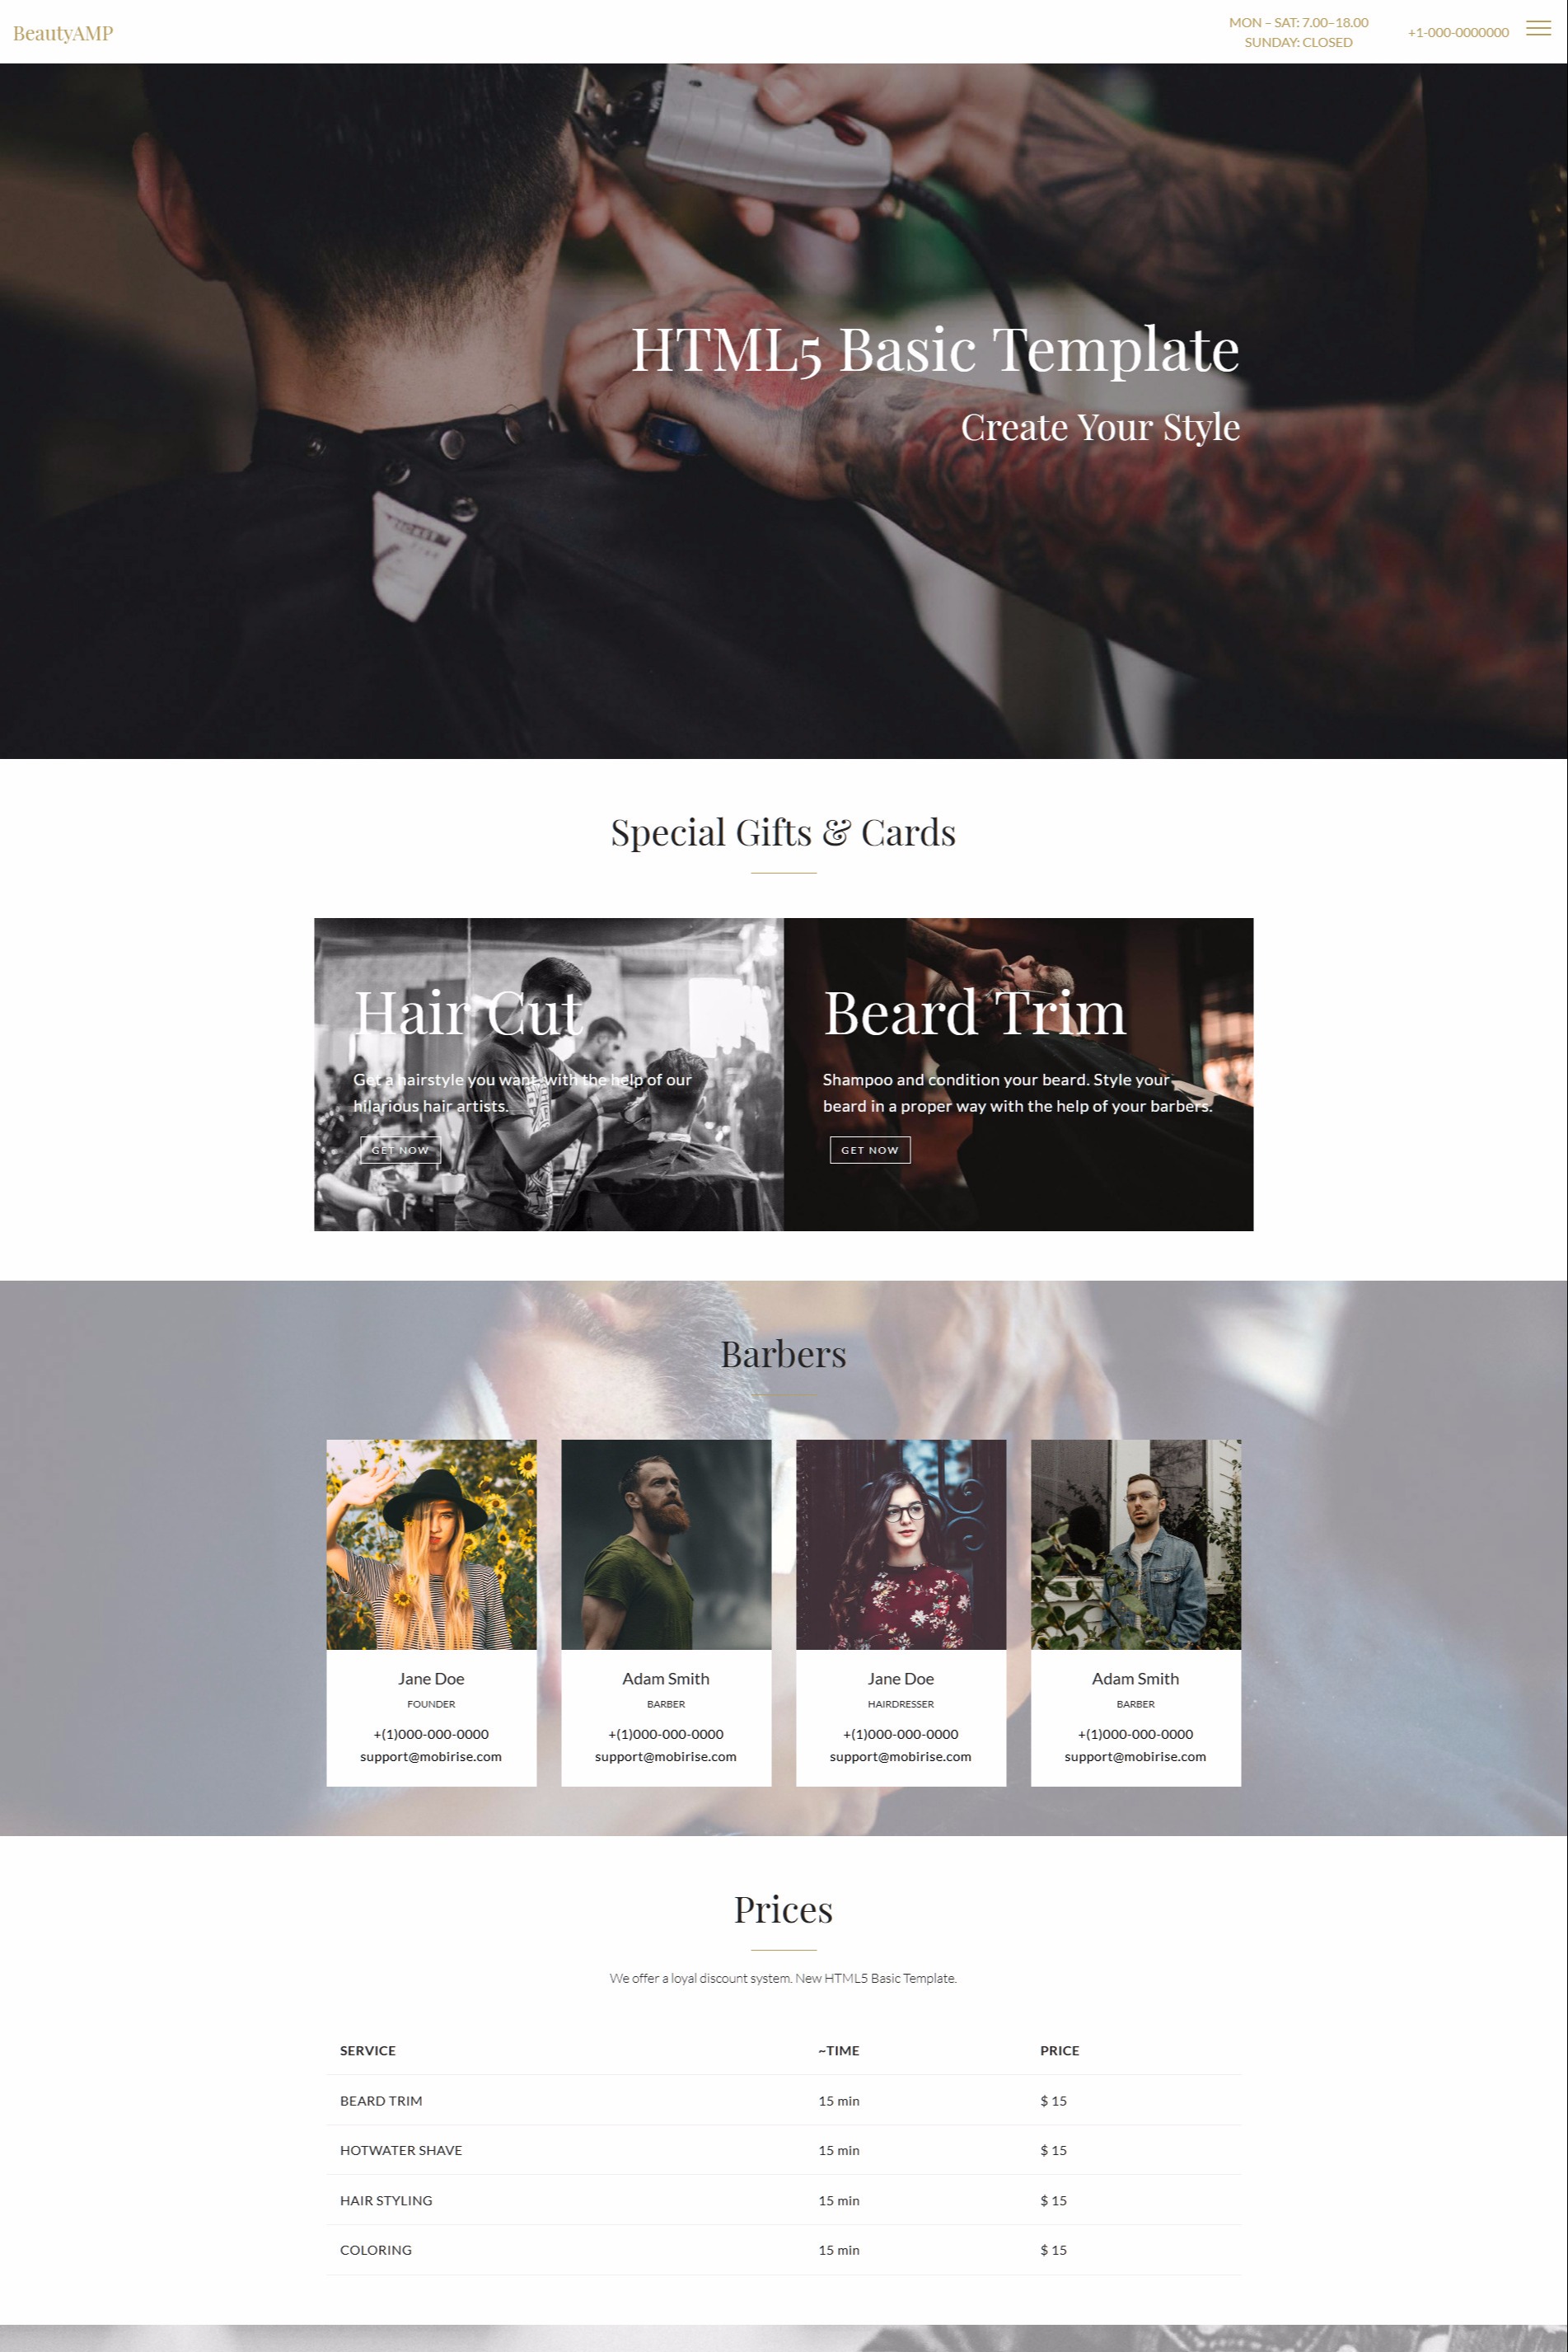 BeautyAMP
MON – SAT: 7.00–18.00
SUNDAY: CLOSED
+1-000-0000000
HTML5 Basic Template
Create Your Style
Special Gifts & Cards
Hair Cut
Get a hairstyle you want, with the help of our
hilarious hair artists.
GET NOW
Beard Trim
Shampoo and condition your beard. Style your
beard in a proper way with the help of your barbers.
GET NOW
Barbers
Jane Doe
FOUNDER
+(1)000-000-0000
support@mobirise.com
Adam Smith
BARBER
+(1)000-000-0000
support@mobirise.com
Jane Doe
HAIRDRESSER
+(1)000-000-0000
support@mobirise.com
Adam Smith
BARBER
+(1)000-000-0000
support@mobirise.com
Prices
We offer a loyal discount system. New HTML5 Basic Template.
SERVICE ~TIME PRICE
BEARD TRIM 15 min $ 15
HOTWATER SHAVE 15 min $ 15
HAIR STYLING 15 min $ 15
COLORING 15 min $ 15